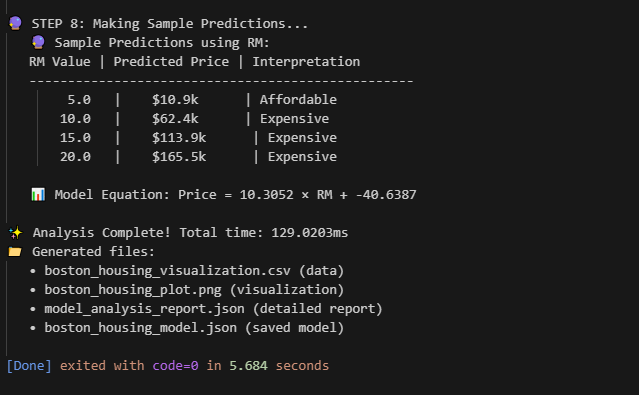 🔮 STEP 8: Making Sample Predictions...
🔮 Sample Predictions using RM:
RM Value | Predicted Price | Interpretation
------------------------------------------------
5.0 | $10.9k | Affordable
10.0 | $62.4k | Expensive
15.0 | $113.9k | Expensive
20.0 | $165.5k | Expensive
📊 Model Equation: Price = 10.3052 × RM + -40.6387
✨ Analysis Complete! Total time: 129.0203ms
📁 Generated files:
• boston_housing_visualization.csv (data)
• boston_housing_plot.png (visualization)
• model_analysis_report.json (detailed report)
• boston_housing_model.json (saved model)
[Done] exited with code=0 in 5.684 seconds